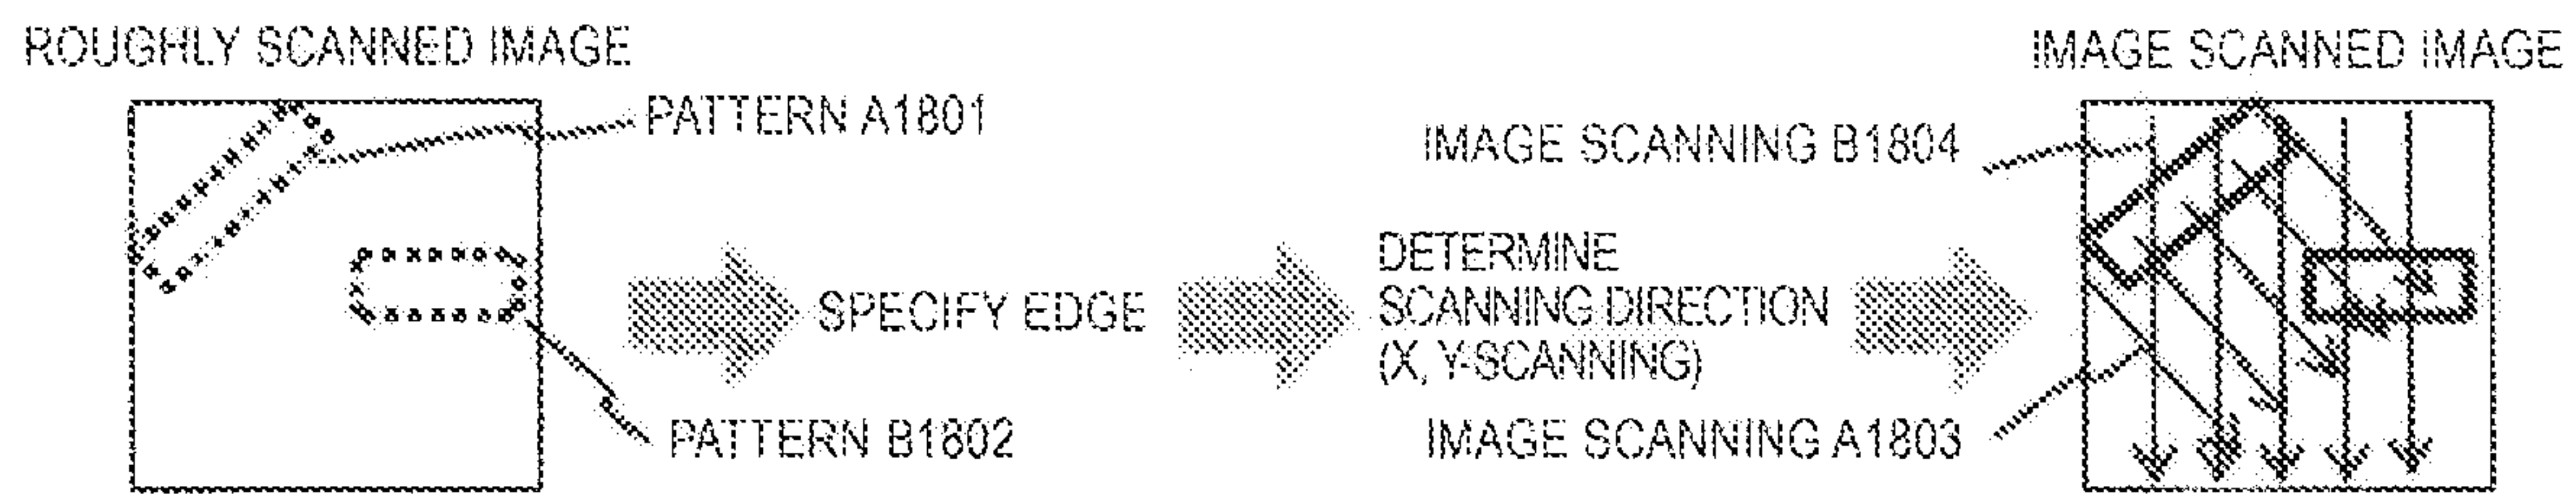 ROUGHLY SCANNED IMAGE
PATTERN A1801
PATTERN B1802
SPECIFY EDGE
DETERMINE
SCANNING DIRECTION
(X, Y-SCANNING)
IMAGE SCANNED IMAGE
IMAGE SCANNING B1804
IMAGE SCANNING A1803